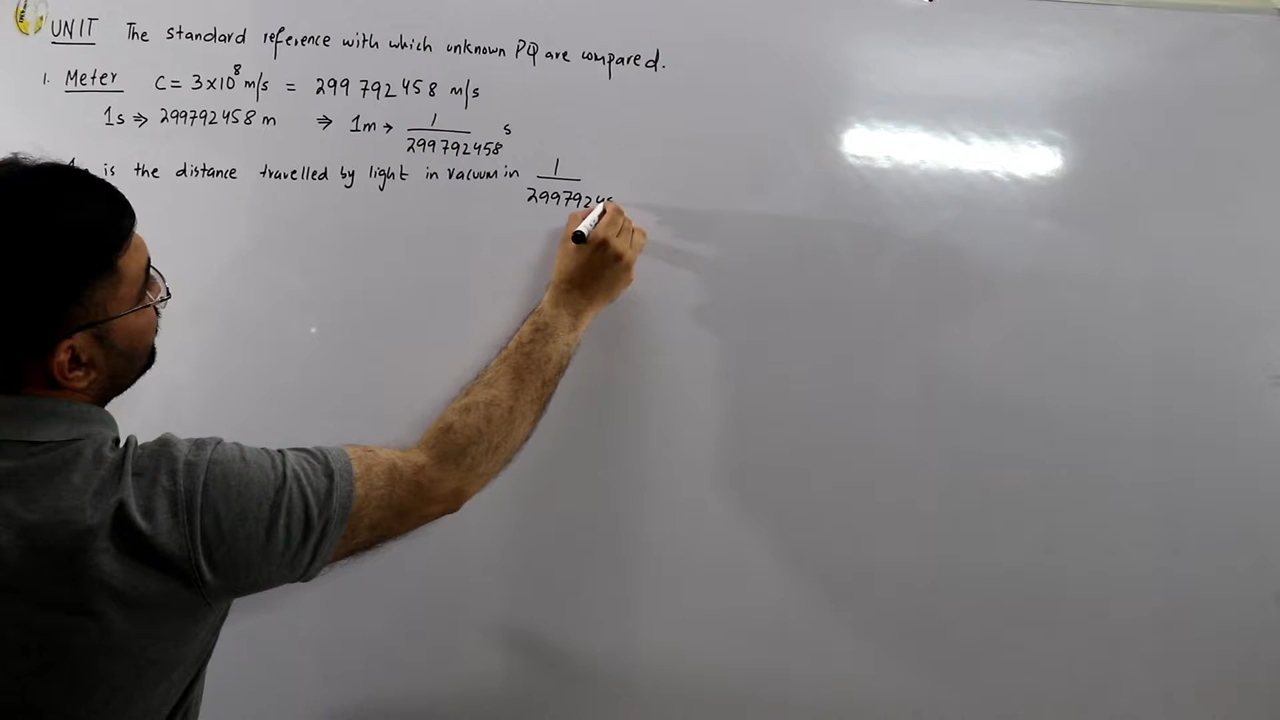 UNIT The standard reference with which unknown PQ are compared.
1. Meter C = 3×10⁸ m/s = 299 792 458 m/s
1s ⇒ 299792458 m ⇒ 1m → 1/299792458 s
is the distance travelled by light in vacuum in 1/2997924